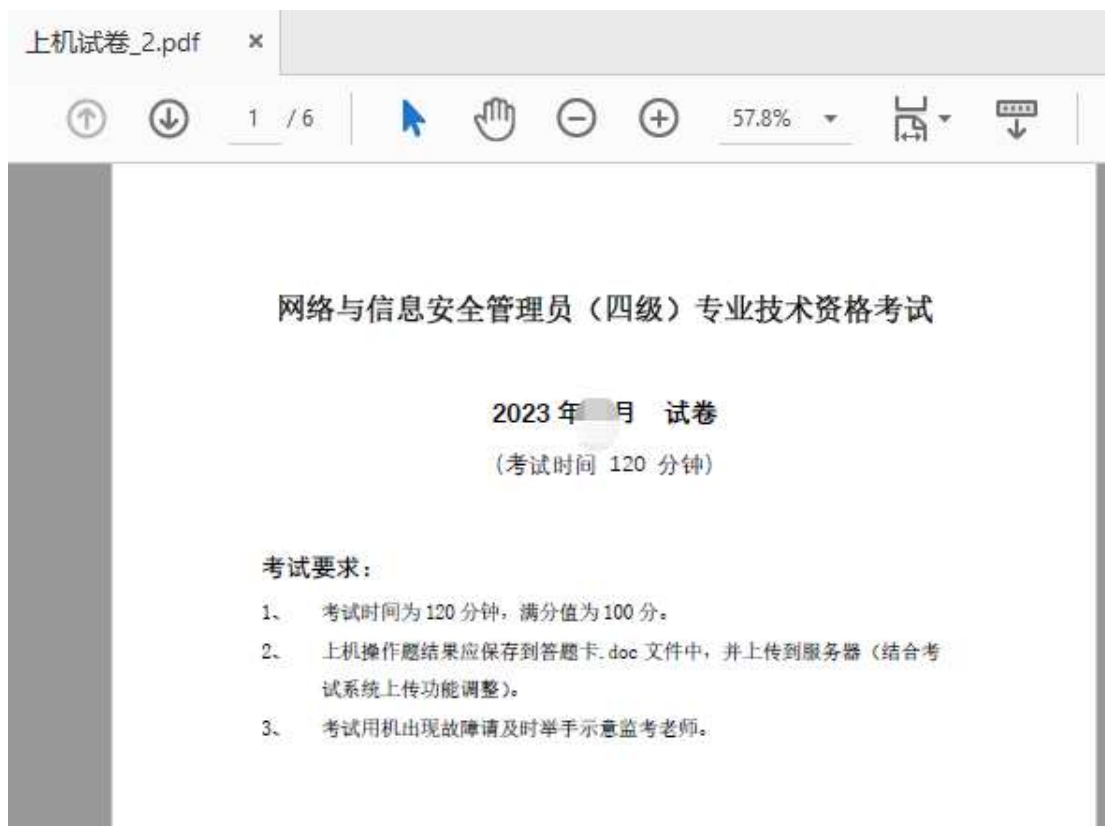 上机试卷_2.pdf ×
1 / 6 57.8%
网络与信息安全管理员（四级）专业技术资格考试
2023 年 月 试卷
（考试时间 120 分钟）
考试要求：
1、 考试时间为 120 分钟，满分值为 100 分。
2、 上机操作题结果应保存到答题卡.doc 文件中，并上传到服务器（结合考
试系统上传功能调整）。
3、 考试用机出现故障请及时举手示意监考老师。